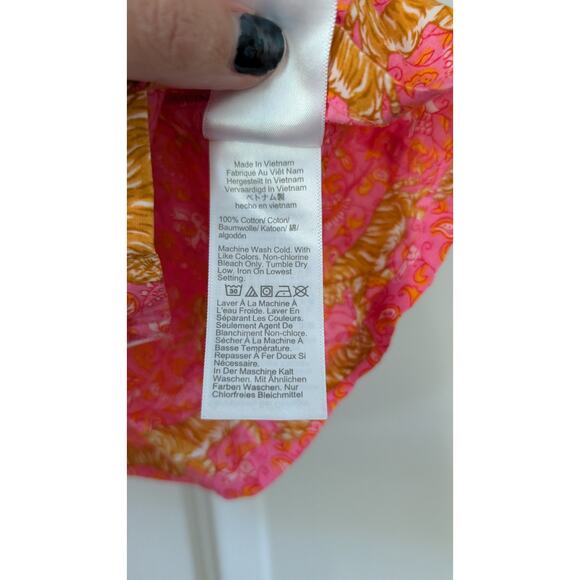 Made In Vietnam
Fabriqué Au Viêt Nam
Hergestellt In Vietnam
Vervaardigd In Vietnam
ベトナム製
hecho en vietnam
100% Cotton/ Coton/
Baumwolle/ Katoen/ 綿/
algodón
Machine Wash Cold. With
Like Colors. Non-chlorine
Bleach Only. Tumble Dry
Low. Iron On Lowest
Setting.
30
Laver À La Machine À
L'eau Froide. Laver En
Séparant Les Couleurs.
Seulement Agent De
Blanchiment Non-chlore.
Sécher À La Machine À
Basse Température.
Repasser À Fer Doux Si
Nécessaire.
In Der Maschine Kalt
Waschen. Mit Ähnlichen
Farben Waschen. Nur
Chlorfreies Bleichmittel